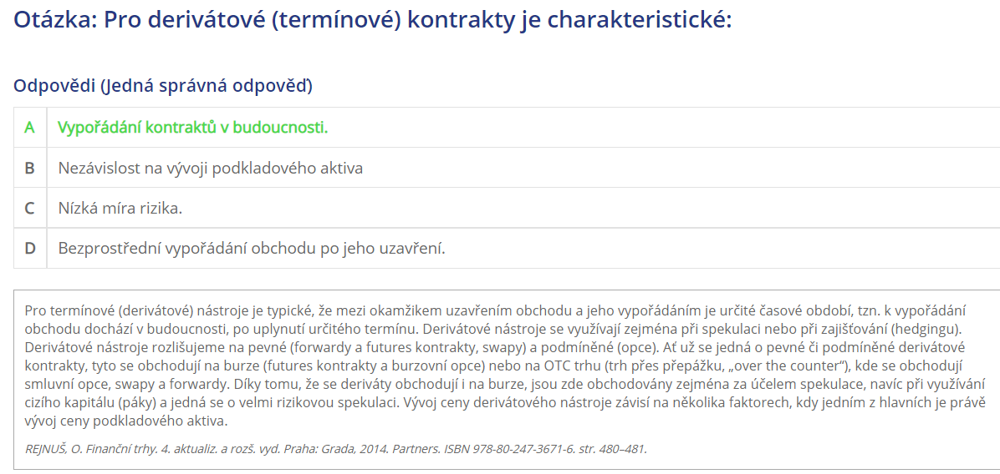 Otázka: Pro derivátové (termínové) kontrakty je charakteristické:
Odpovědi (Jedná správná odpověď)
A Vypořádání kontraktů v budoucnosti.
B Nezávislost na vývoji podkladového aktiva
C Nízká míra rizika.
D Bezprostřední vypořádání obchodu po jeho uzavření.
Pro termínové (derivátové) nástroje je typické, že mezi okamžikem uzavřením obchodu a jeho vypořádáním je určité časové období, tzn. k vypořádání
obchodu dochází v budoucnosti, po uplynutí určitého termínu. Derivátové nástroje se využívají zejména při spekulaci nebo při zajišťování (hedgingu).
Derivátové nástroje rozlišujeme na pevné (forwardy a futures kontrakty, swapy) a podmíněné (opce). Ať už se jedná o pevné či podmíněné derivátové
kontrakty, tyto se obchodují na burze (futures kontrakty a burzovní opce) nebo na OTC trhu (trh přes přepážku, „over the counter“), kde se obchodují
smluvní opce, swapy a forwardy. Díky tomu, že se deriváty obchodují i na burze, jsou zde obchodovány zejména za účelem spekulace, navíc při využívání
cizího kapitálu (páky) a jedná se o velmi rizikovou spekulaci. Vývoj ceny derivátového nástroje závisí na několika faktorech, kdy jedním z hlavních je právě
vývoj ceny podkladového aktiva.
REJNUŠ, O. Finanční trhy. 4. aktualiz. a rozš. vyd. Praha: Grada, 2014. Partners. ISBN 978-80-247-3671-6. str. 480–481.